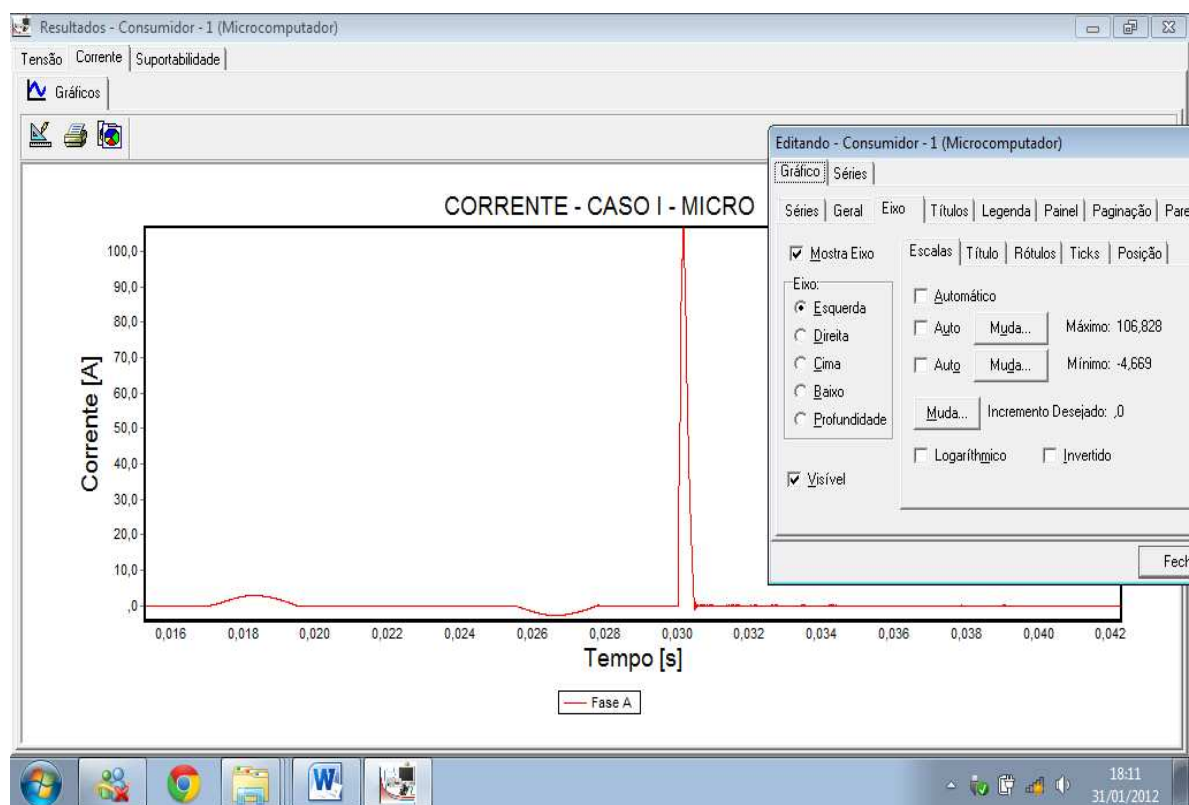 Resultados - Consumidor - 1 (Microcomputador)
Tensão Corrente Suportabilidade
Gráficos
CORRENTE - CASO I - MICRO
Corrente [A]
100,0
90,0
80,0
70,0
60,0
50,0
40,0
30,0
20,0
10,0
,0
0,016 0,018 0,020 0,022 0,024 0,026 0,028 0,030 0,032 0,034 0,036 0,038 0,040 0,042
Tempo [s]
Fase A
Editando - Consumidor - 1 (Microcomputador)
Gráfico Séries
Séries Geral Eixo Títulos Legenda Painel Paginação Pare
Mostra Eixo
Eixo:
Esquerda
Direita
Cima
Baixo
Profundidade
Visível
Escalas Título Rótulos Ticks Posição
Automático
Auto Muda... Máximo: 106,828
Auto Muda... Mínimo: -4,669
Muda... Incremento Desejado: ,0
Logaríthmico Invertido
Fech
W
18:11
31/01/2012